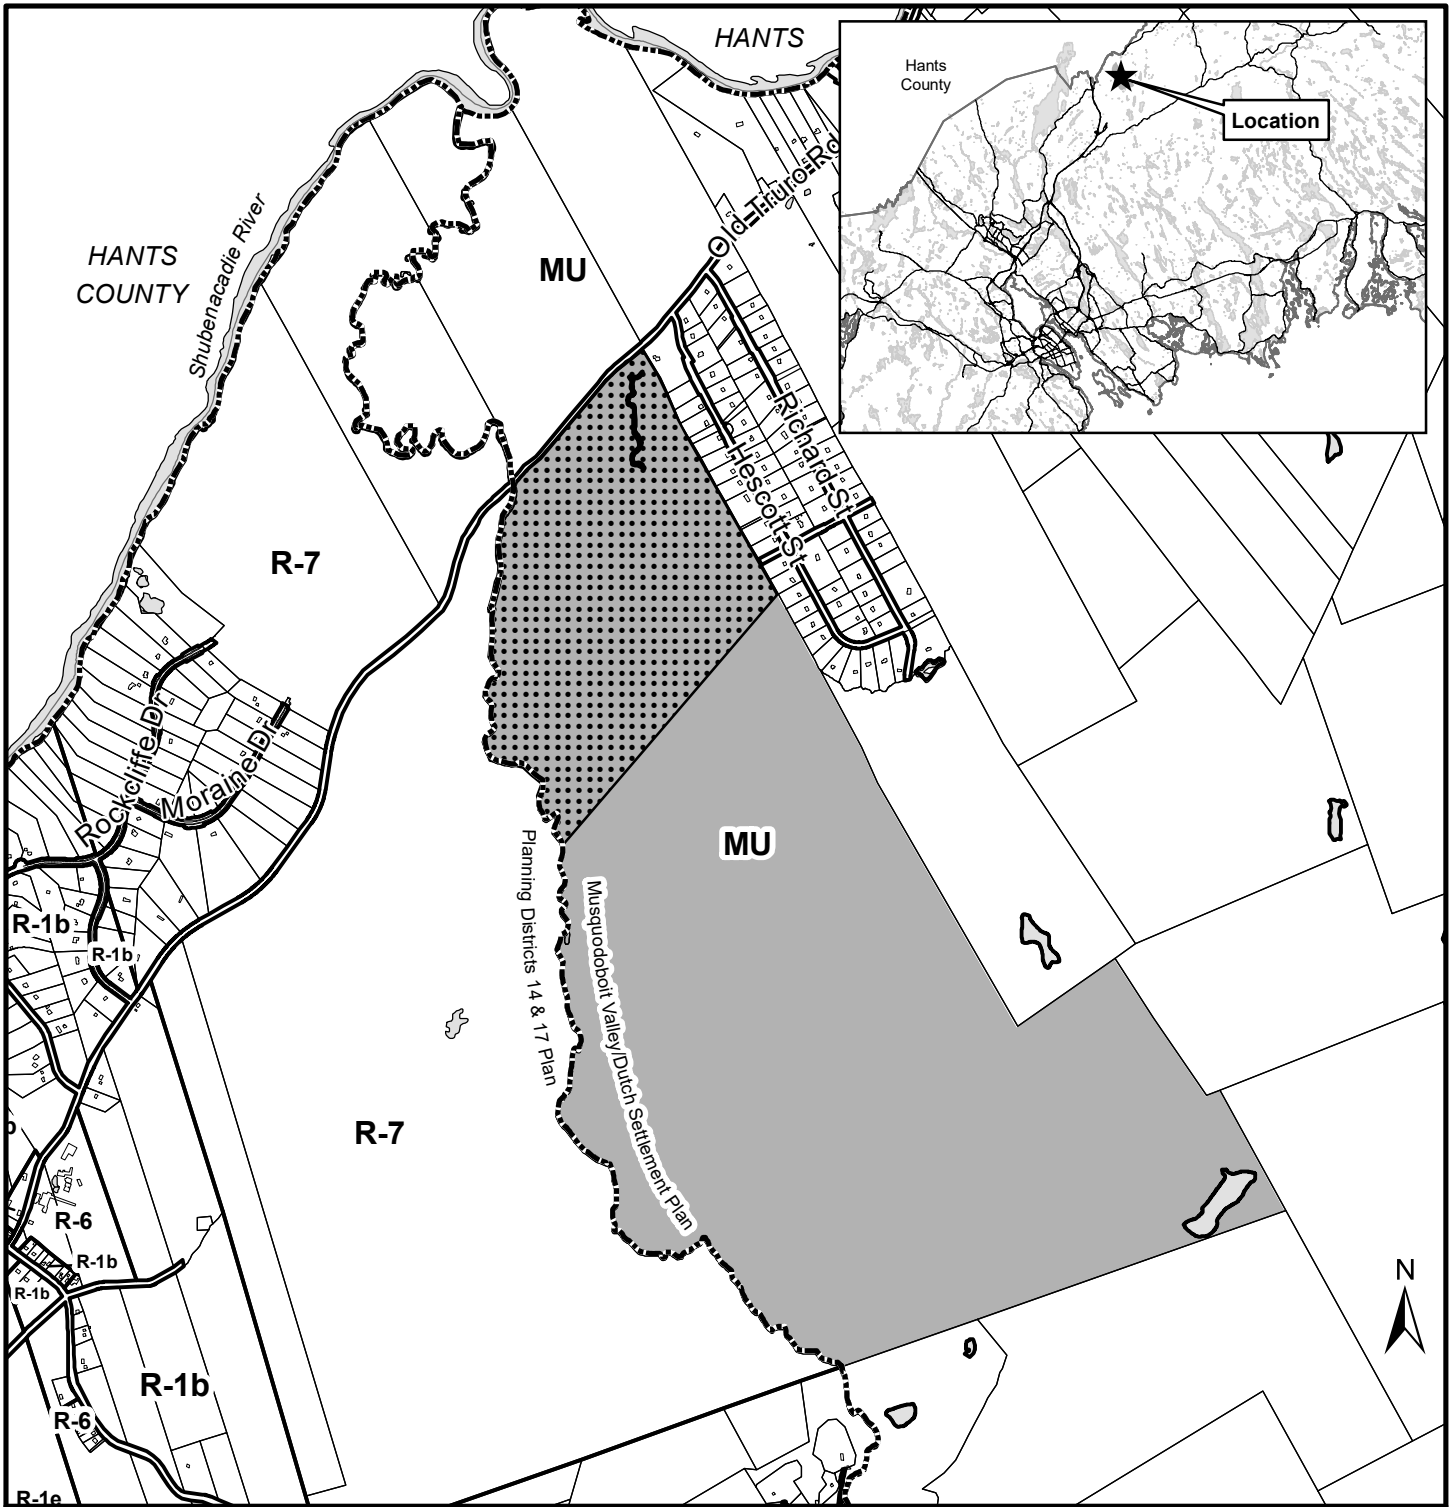 HANTS
Hants
County
Location
Old Truro Rd
HANTS
COUNTY
Shubenacadie River
MU
Richard St
Hescott St
R-7
Rockcliffe Dr
Moraine Dr
MU
Planning Districts 14 & 17 Plan
Musquodoboit Valley/Dutch Settlement Plan
R-1b
R-1b
R-7
R-6
R-1b
R-1b
N
R-1b
R-6
R-1e